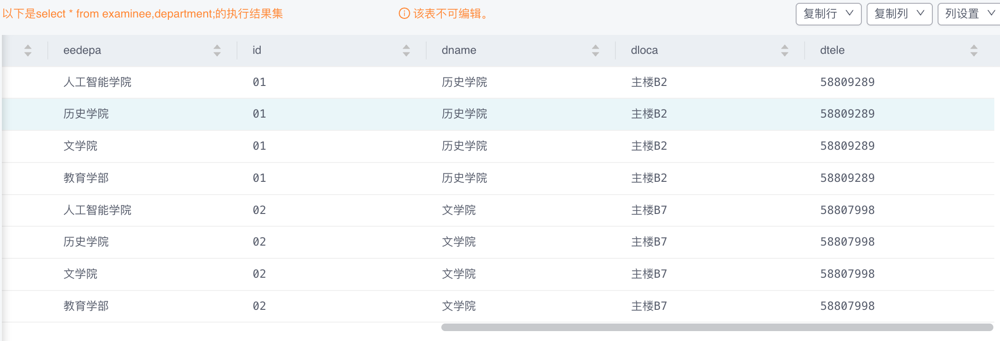 以下是select * from examinee,department;的执行结果集 该表不可编辑。 复制行 复制列 列设置
eedepa id dname dloca dtele
人工智能学院 01 历史学院 主楼B2 58809289
历史学院 01 历史学院 主楼B2 58809289
文学院 01 历史学院 主楼B2 58809289
教育学部 01 历史学院 主楼B2 58809289
人工智能学院 02 文学院 主楼B7 58807998
历史学院 02 文学院 主楼B7 58807998
文学院 02 文学院 主楼B7 58807998
教育学部 02 文学院 主楼B7 58807998